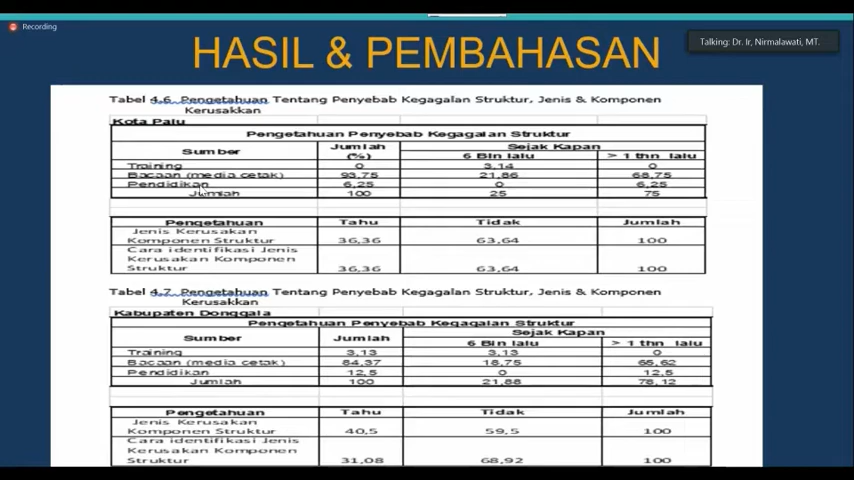 Recording
HASIL & PEMBAHASAN
Talking: Dr. Ir, Nirmalawati, MT.
Tabel 4.6 Pengetahuan Tentang Penyebab Kegagalan Struktur, Jenis & Komponen
Kerusakkan
Kota Palu
Pengetahuan Penyebab Kegagalan Struktur
Sumber Jumlah (%) Sejak Kapan
6 Bln lalu > 1 thn lalu
Training 0 3,14 0
Bacaan (media cetak) 93,75 21,86 68,75
Pendidikan 6,25 0 6,25
Jumlah 100 25 75
Pengetahuan Tahu Tidak Jumlah
Jenis Kerusakan
Komponen Struktur 36,36 63,64 100
Cara identifikasi Jenis
Kerusakan Komponen
Struktur 36,36 63,64 100
Tabel 4.7 Pengetahuan Tentang Penyebab Kegagalan Struktur, Jenis & Komponen
Kerusakkan
Kabupaten Donggala
Pengetahuan Penyebab Kegagalan Struktur
Sumber Jumlah Sejak Kapan
6 Bln lalu > 1 thn lalu
Training 3,13 3,13 0
Bacaan (media cetak) 84,37 18,75 65,62
Pendidikan 12,5 0 12,5
Jumlah 100 21,88 78,12
Pengetahuan Tahu Tidak Jumlah
Jenis Kerusakan
Komponen Struktur 40,5 59,5 100
Cara identifikasi Jenis
Kerusakan Komponen
Struktur 31,08 68,92 100